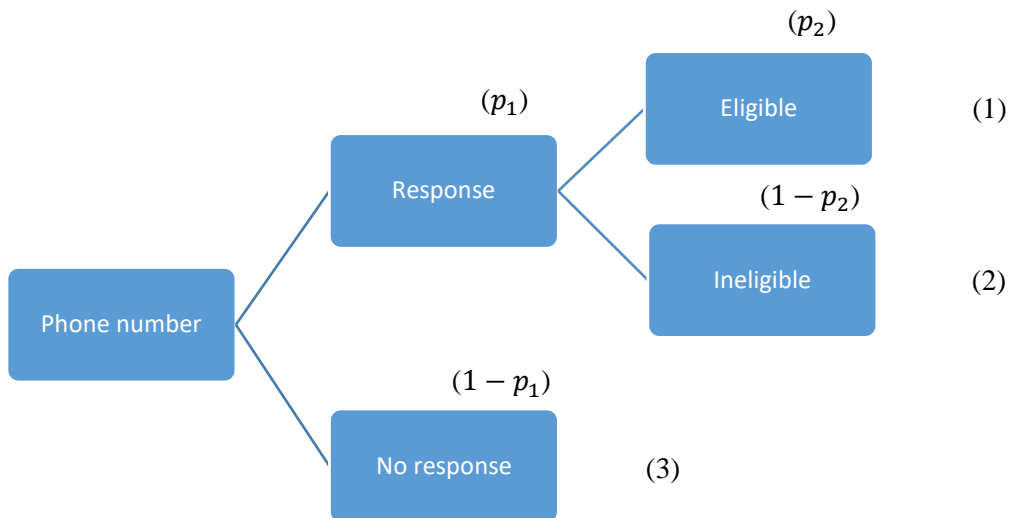 (p₂)
Eligible
(1)
(p₁)
Response
(1 − p₂)
Ineligible
(2)
Phone number
(1 − p₁)
No response
(3)